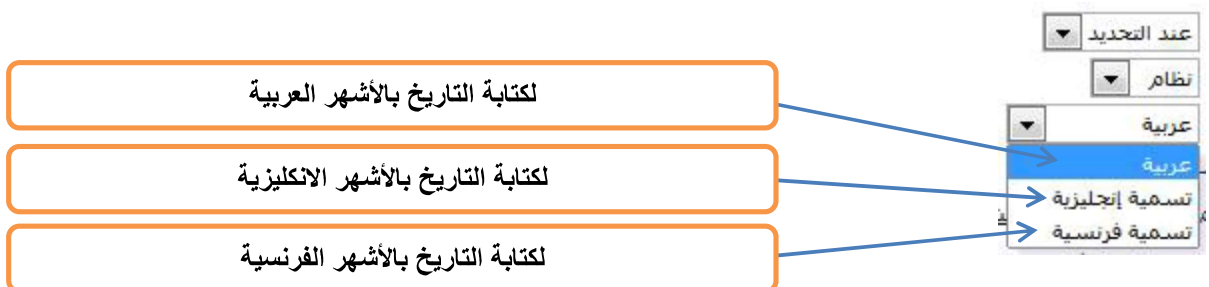 عند التحديد
نظام
عربية
عربية
تسمية إنجليزية
تسمية فرنسية
لكتابة التاريخ بالأشهر العربية
لكتابة التاريخ بالأشهر الانكليزية
لكتابة التاريخ بالأشهر الفرنسية